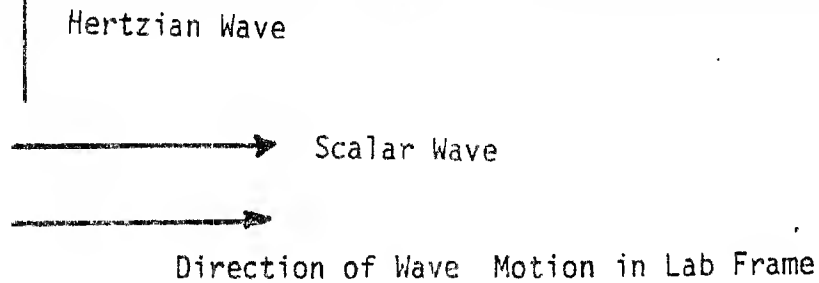 Hertzian Wave
Scalar Wave
Direction of Wave Motion in Lab Frame